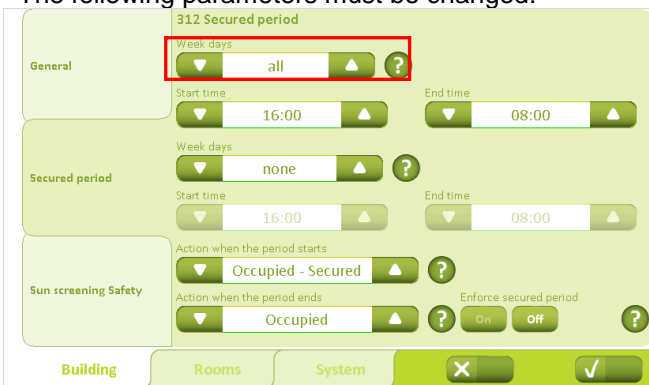 The following parameters must be changed:
312 Secured period
Week days
General
all
?
Start time
End time
16:00
08:00
Week days
Secured period
none
?
Start time
End time
16:00
08:00
Action when the period starts
Occupied - Secured
?
Sun screening Safety
Action when the period ends
Enforce secured period
Occupied
?
On
Off
?
Building
Rooms
System